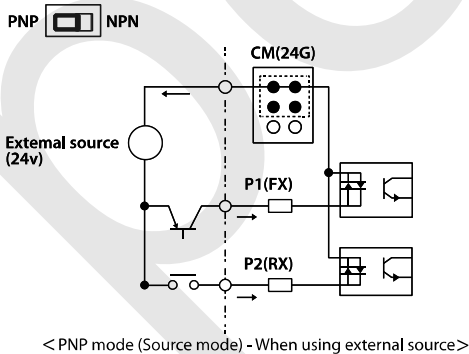 PNP NPN
CM(24G)
External source
(24v)
P1(FX)
P2(RX)
< PNP mode (Source mode) - When using external source>